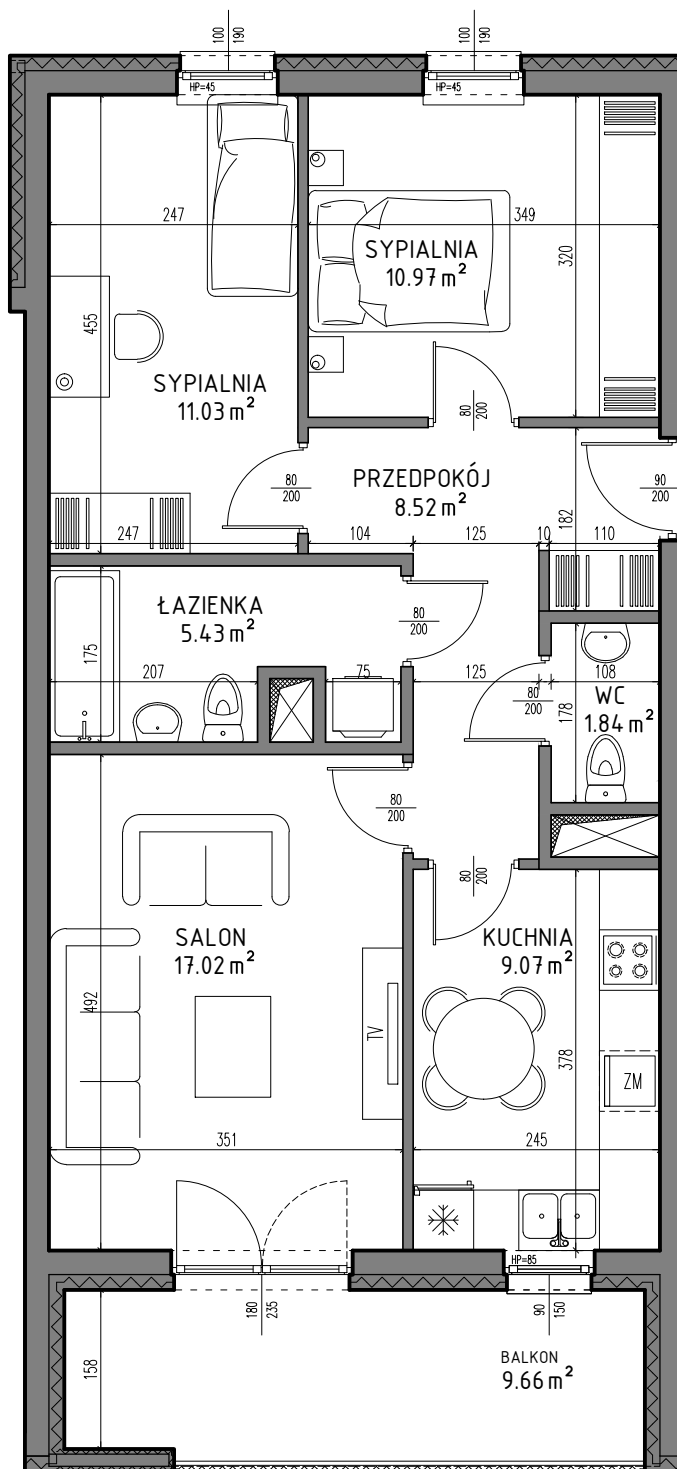 100
190
100
190
HP=45
HP=45
247
349
SYPIALNIA
10.97 m²
320
455
SYPIALNIA
11.03 m²
80
200
80
200
PRZEDPOKÓJ
8.52 m²
90
200
182
247
104
125
10
110
ŁAZIENKA
5.43 m²
80
200
175
207
75
125
108
80
200
178
WC
1.84 m²
80
200
80
200
SALON
17.02 m²
KUCHNIA
9.07 m²
492
TV
378
ZM
351
245
HP=85
180
235
90
150
158
BALKON
9.66 m²